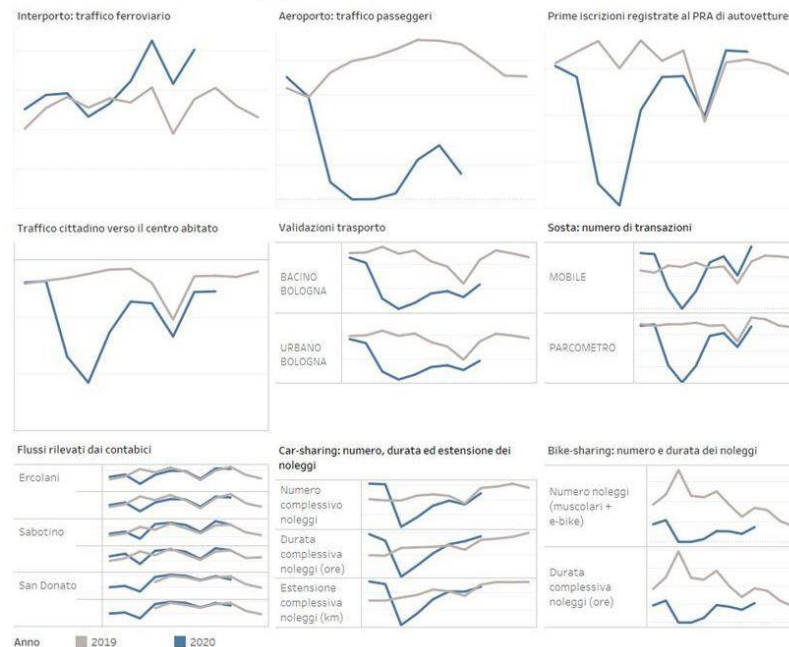 Interporto: traffico ferroviario
Aeroporto: traffico passeggeri
Prime iscrizioni registrate al PRA di autovetture
Traffico cittadino verso il centro abitato
Validazioni trasporto
BACINO
BOLOGNA
URBANO
BOLOGNA
Sosta: numero di transazioni
MOBILE
PARCOMETRO
Flussi rilevati dai contabici
Ercolani
Sabotino
San Donato
Car-sharing: numero, durata ed estensione dei
noleggi
Numero
complessivo
noleggi
Durata
complessiva
noleggi (ore)
Estensione
complessiva
noleggi (km)
Bike-sharing: numero e durata dei noleggi
Numero noleggi
(muscolari +
e-bike)
Durata
complessiva
noleggi (ore)
Anno 2019 2020